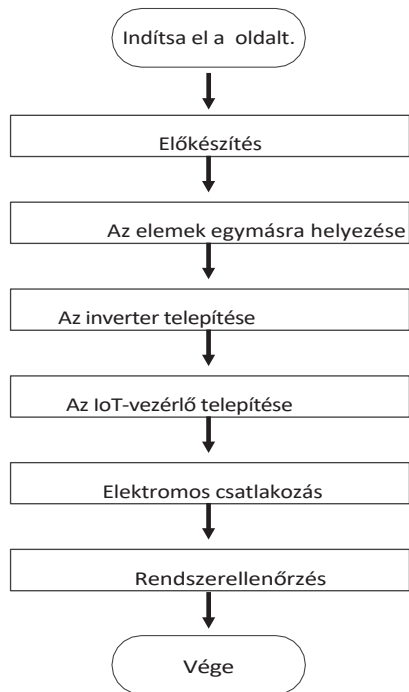 Indítsa el a oldalt.
Előkészítés
Az elemek egymásra helyezése
Az inverter telepítése
Az IoT-vezérlő telepítése
Elektromos csatlakozás
Rendszerellenőrzés
Vége